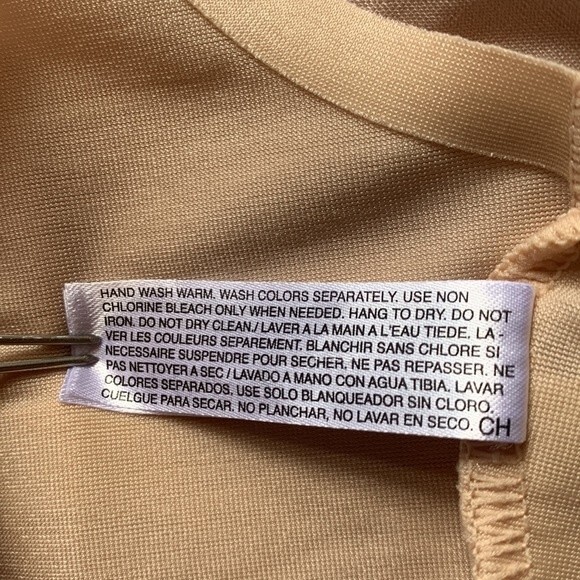 HAND WASH WARM. WASH COLORS SEPARATELY. USE NON
CHLORINE BLEACH ONLY WHEN NEEDED. HANG TO DRY. DO NOT
IRON. DO NOT DRY CLEAN./ LAVER A LA MAIN A L'EAU TIEDE. LA -
VER LES COULEURS SEPAREMENT. BLANCHIR SANS CHLORE SI
NECESSAIRE SUSPENDRE POUR SECHER, NE PAS REPASSER. NE
PAS NETTOYER A SEC / LAVADO A MANO CON AGUA TIBIA. LAVAR
COLORES SEPARADOS. USE SOLO BLANQUEADOR SIN CLORO.
CUELGUE PARA SECAR. NO PLANCHAR, NO LAVAR EN SECO. CH